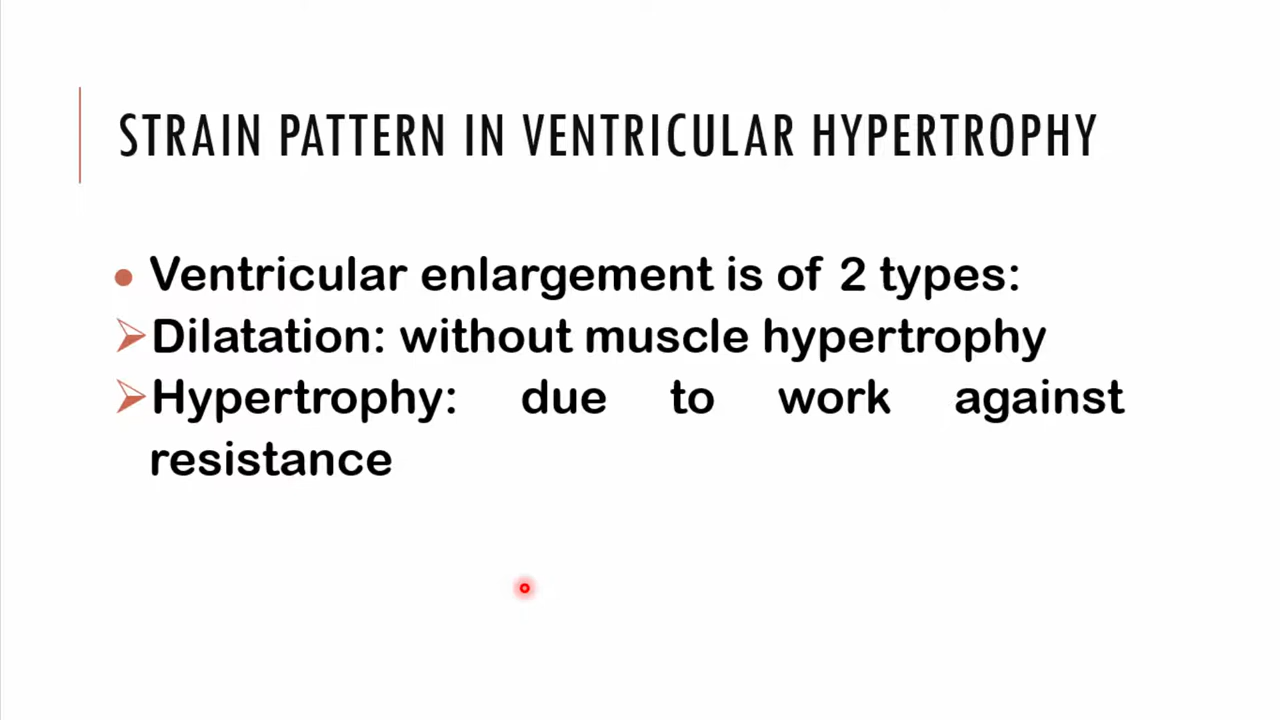 STRAIN PATTERN IN VENTRICULAR HYPERTROPHY
Ventricular enlargement is of 2 types:
Dilatation: without muscle hypertrophy
Hypertrophy: due to work against
resistance